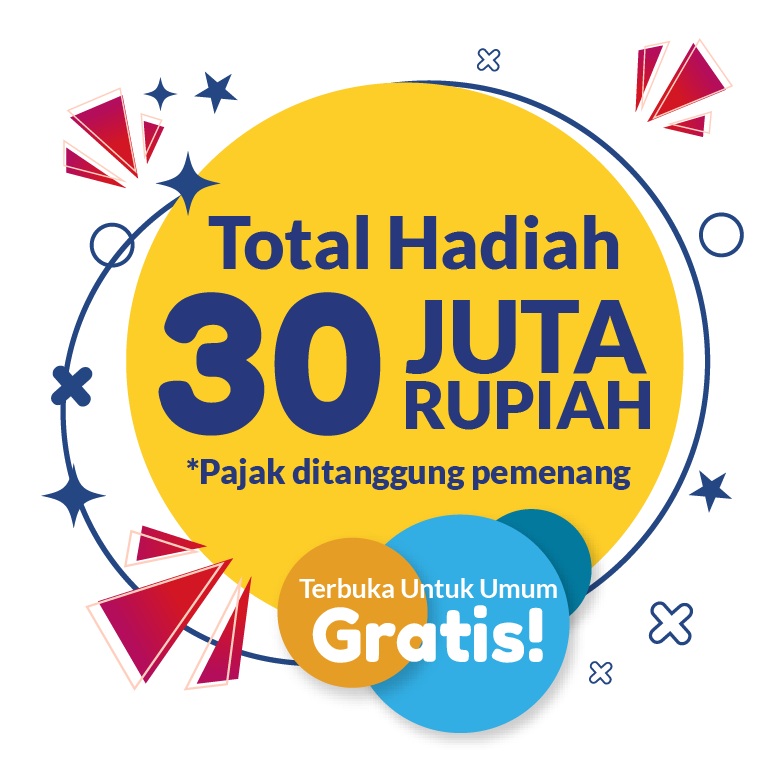 Total Hadiah
30 JUTA
RUPIAH
*Pajak ditanggung pemenang
Terbuka Untuk Umum
Gratis!